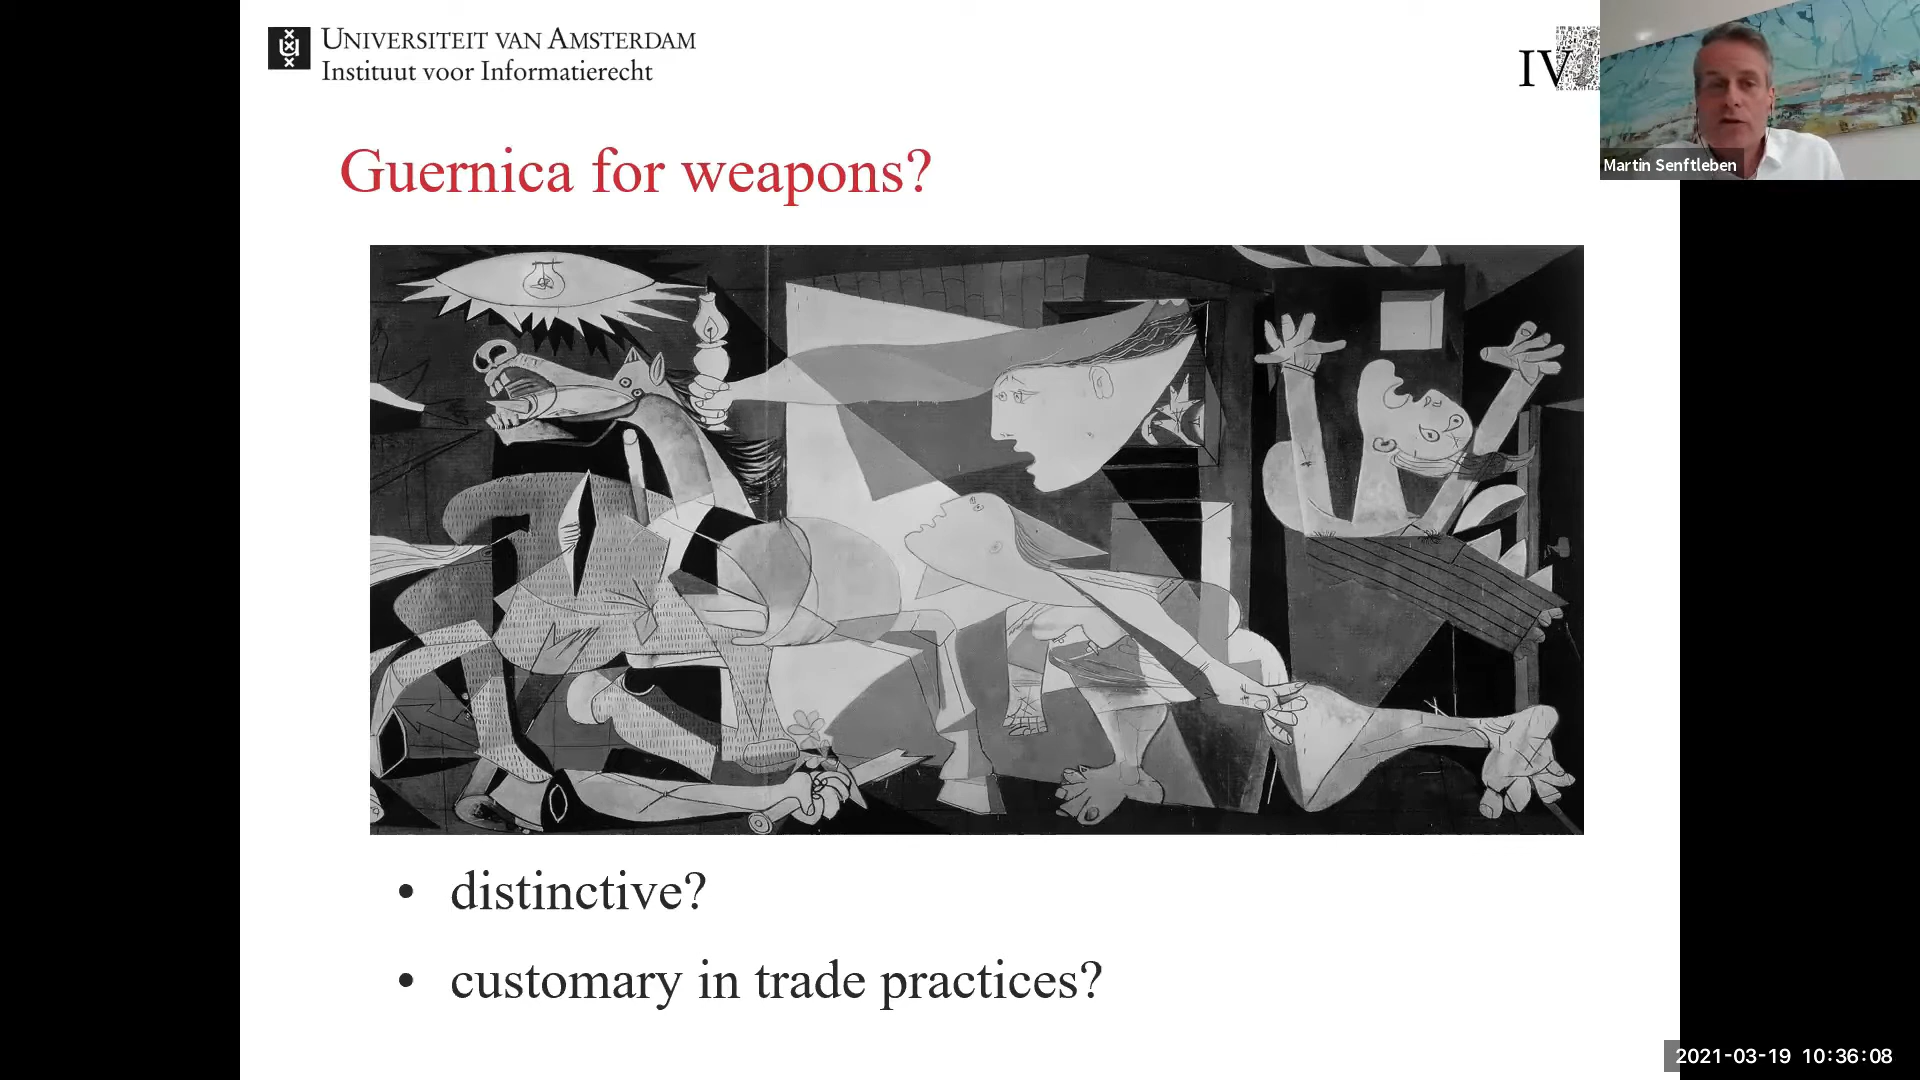 UNIVERSITEIT VAN AMSTERDAM
Instituut voor Informatierecht
IVi
Martin Senftleben
Guernica for weapons?
• distinctive?
• customary in trade practices?
2021-03-19 10:36:08